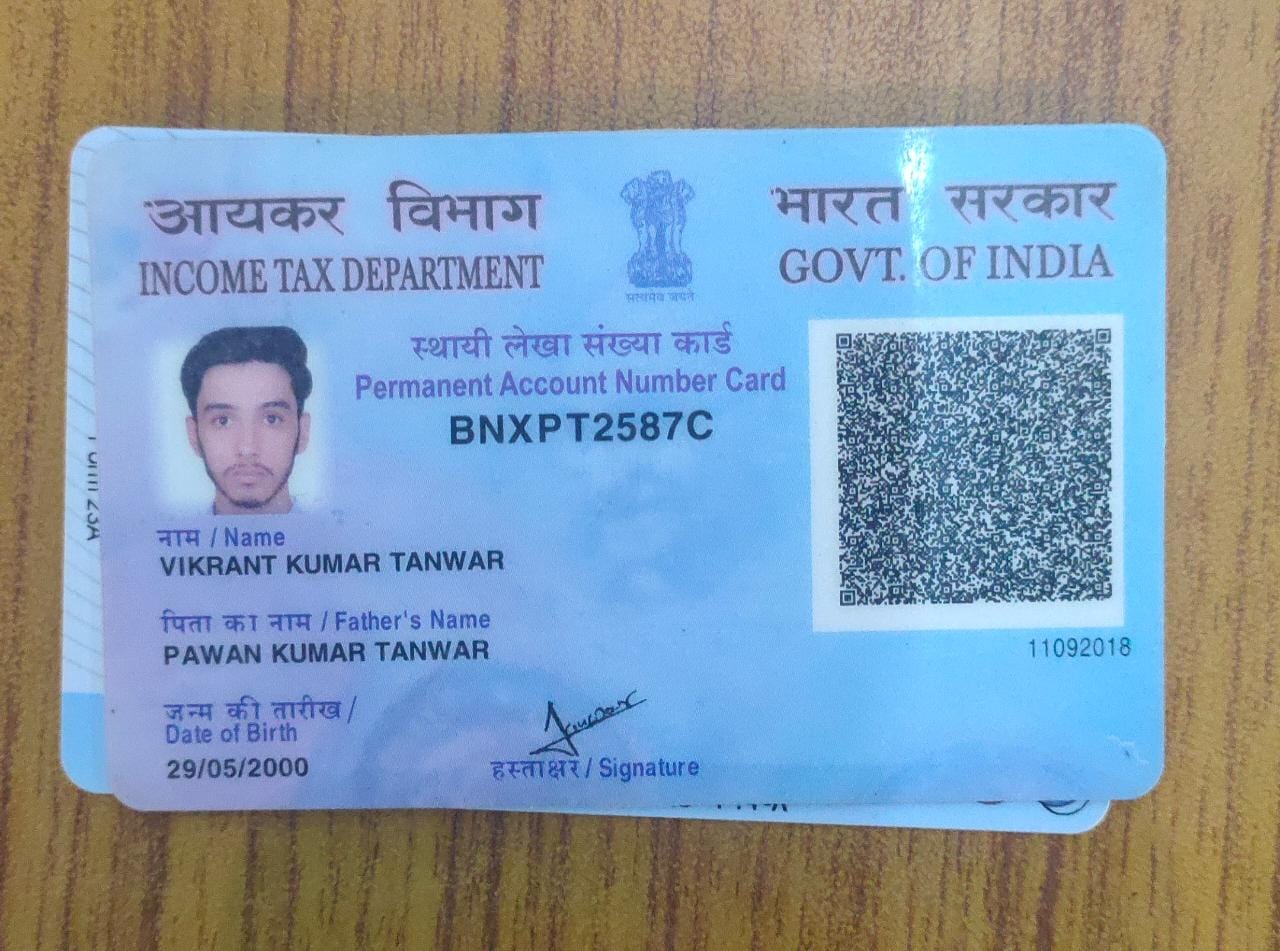 आयकर विभाग
INCOME TAX DEPARTMENT
सत्यमेव जयते
भारत सरकार
GOVT. OF INDIA
स्थायी लेखा संख्या कार्ड
Permanent Account Number Card
BNXPT2587C
नाम / Name
VIKRANT KUMAR TANWAR
पिता का नाम / Father's Name
PAWAN KUMAR TANWAR
11092018
जन्म की तारीख /
Date of Birth
29/05/2000
हस्ताक्षर / Signature